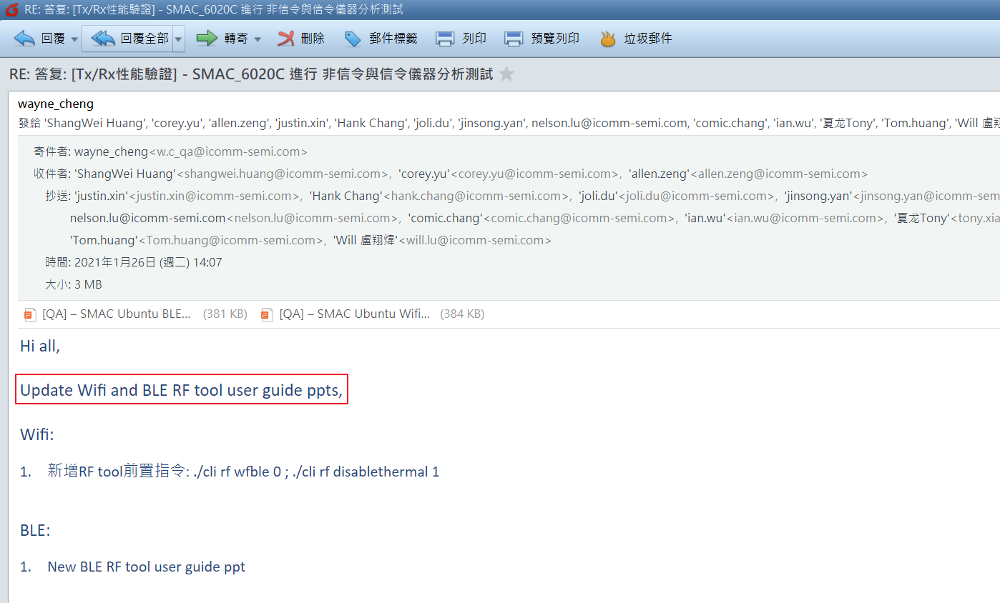 RE: 答复: [Tx/Rx性能驗證] - SMAC_6020C 進行 非信令與信令儀器分析測試
回覆 回覆全部 轉寄 刪除 郵件標籤 列印 預覽列印 垃圾郵件
RE: 答复: [Tx/Rx性能驗證] - SMAC_6020C 進行 非信令與信令儀器分析測試
wayne_cheng
發給 'ShangWei Huang', 'corey.yu', 'allen.zeng', 'justin.xin', 'Hank Chang', 'joli.du', 'jinsong.yan', nelson.lu@icomm-semi.com, 'comic.chang', 'ian.wu', '夏龙Tony', 'Tom.huang', 'Will 盧翔
寄件者: wayne_cheng<w.c_qa@icomm-semi.com>
收件者: 'ShangWei Huang'<shangwei.huang@icomm-semi.com>, 'corey.yu'<corey.yu@icomm-semi.com>, 'allen.zeng'<allen.zeng@icomm-semi.com>
抄送: 'justin.xin'<justin.xin@icomm-semi.com>, 'Hank Chang'<hank.chang@icomm-semi.com>, 'joli.du'<joli.du@icomm-semi.com>, 'jinsong.yan'<jinsong.yan@icomm-sem
nelson.lu@icomm-semi.com<nelson.lu@icomm-semi.com>, 'comic.chang'<comic.chang@icomm-semi.com>, 'ian.wu'<ian.wu@icomm-semi.com>, '夏龙Tony'<tony.xia
'Tom.huang'<Tom.huang@icomm-semi.com>, 'Will 盧翔煒'<will.lu@icomm-semi.com>
時間: 2021年1月26日 (週二) 14:07
大小: 3 MB
[QA] – SMAC Ubuntu BLE... (381 KB) [QA] – SMAC Ubuntu Wifi... (384 KB)
Hi all,
Update Wifi and BLE RF tool user guide ppts,
Wifi:
1. 新增RF tool前置指令: ./cli rf wfble 0 ; ./cli rf disablethermal 1
BLE:
1. New BLE RF tool user guide ppt